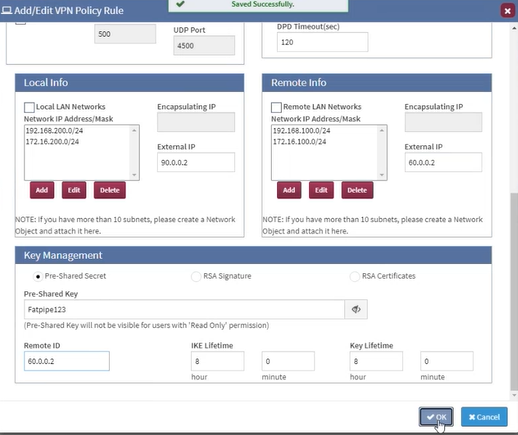 Add/Edit VPN Policy Rule
Saved Successfully.
500
UDP Port
4500
DPD Timeout(sec)
120
Local Info
Local LAN Networks
Network IP Address/Mask
192.168.200.0/24
172.16.200.0/24
Encapsulating IP
External IP
90.0.0.2
Add Edit Delete
NOTE: If you have more than 10 subnets, please create a Network
Object and attach it here.
Remote Info
Remote LAN Networks
Network IP Address/Mask
192.168.100.0/24
172.16.100.0/24
Encapsulating IP
External IP
60.0.0.2
Add Edit Delete
NOTE: If you have more than 10 subnets, please create a Network
Object and attach it here.
Key Management
Pre-Shared Secret RSA Signature RSA Certificates
Pre-Shared Key
Fatpipe123
(Pre-Shared Key will not be visible for users with 'Read Only' permission)
Remote ID IKE Lifetime Key Lifetime
60.0.0.2 8 0 8 0
hour minute hour minute
OK Cancel